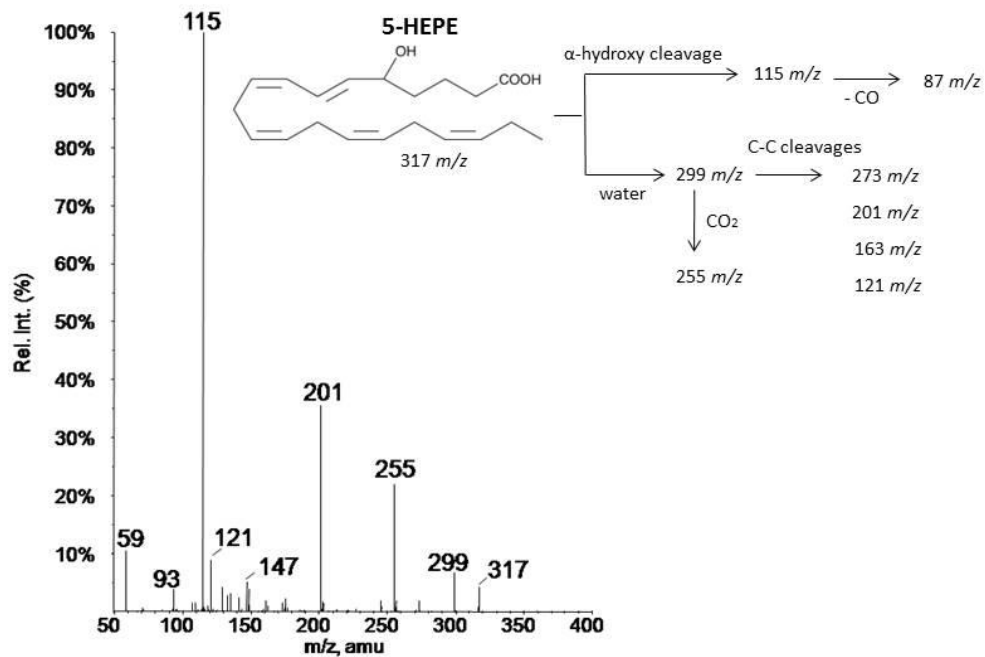 5-HEPE
OH
COOH
317 m/z
α-hydroxy cleavage
115 m/z
- CO
87 m/z
water
299 m/z
C-C cleavages
273 m/z
201 m/z
163 m/z
121 m/z
CO2
255 m/z
Rel. Int. (%)
100%
90%
80%
70%
60%
50%
40%
30%
20%
10%
115
201
255
59
121
93
147
299
317
50
100
150
200
250
300
350
400
m/z, amu